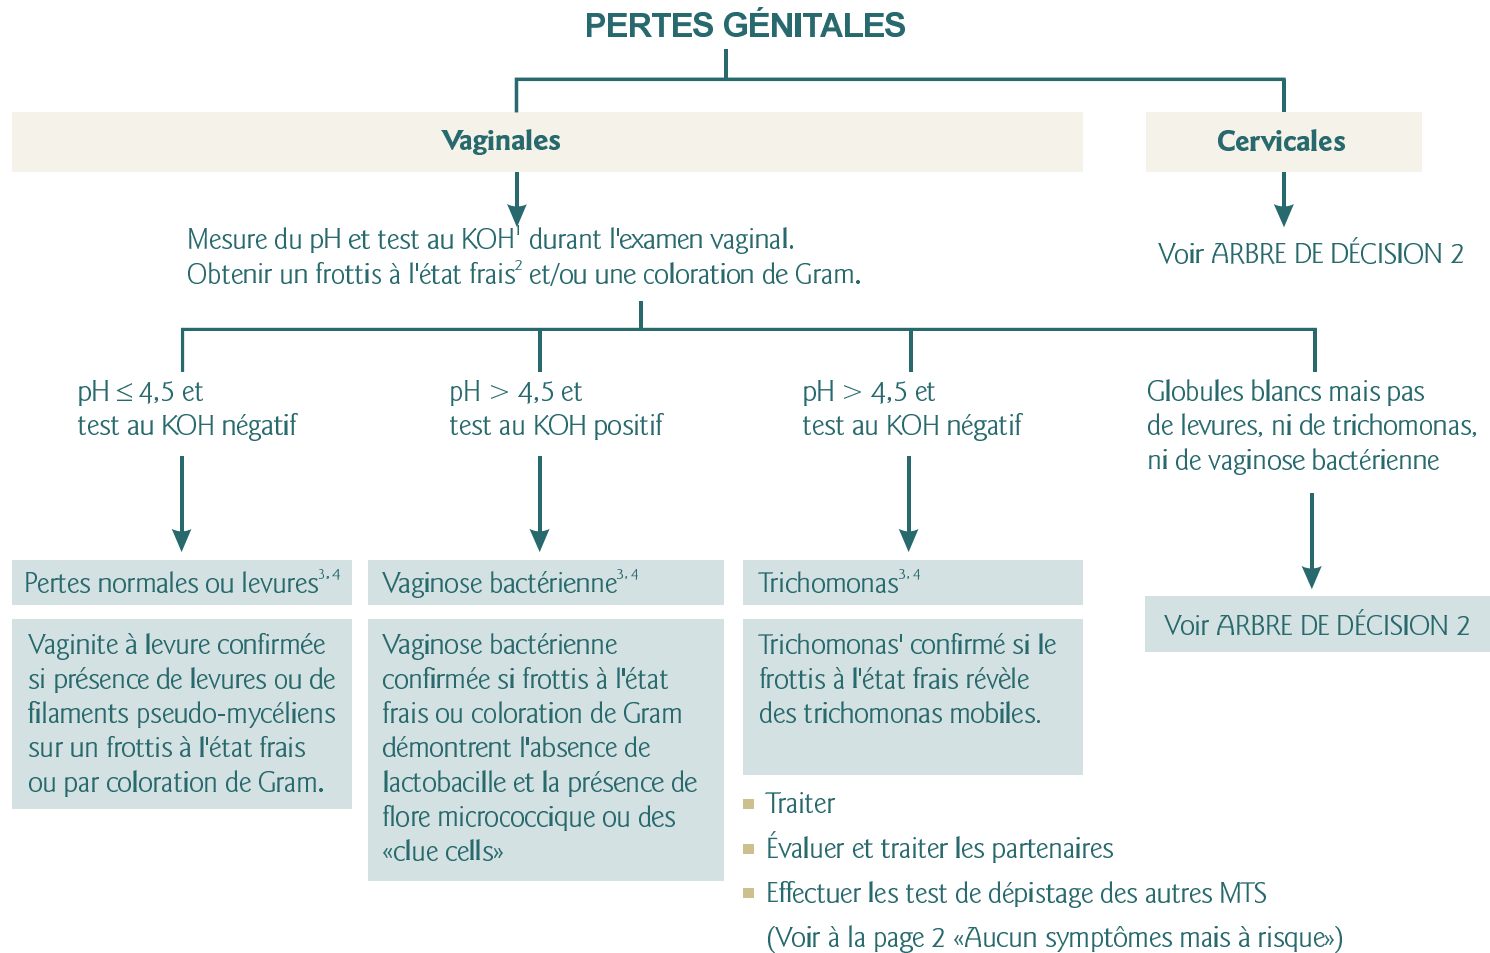 PERTES GÉNITALES
Vaginales
Cervicales
Mesure du pH et test au KOH1 durant l'examen vaginal.
Obtenir un frottis à l'état frais2 et/ou une coloration de Gram.
Voir ARBRE DE DÉCISION 2
pH ≤ 4,5 et
test au KOH négatif
pH > 4,5 et
test au KOH positif
pH > 4,5 et
test au KOH négatif
Globules blancs mais pas
de levures, ni de trichomonas,
ni de vaginose bactérienne
Pertes normales ou levures3, 4
Vaginite à levure confirmée
si présence de levures ou de
filaments pseudo-mycéliens
sur un frottis à l'état frais
ou par coloration de Gram.
Vaginose bactérienne3, 4
Vaginose bactérienne
confirmée si frottis à l'état
frais ou coloration de Gram
démontrent l'absence de
lactobacille et la présence de
flore micrococcique ou des
«clue cells»
Trichomonas3, 4
Trichomonas' confirmé si le
frottis à l'état frais révèle
des trichomonas mobiles.
Traiter
Évaluer et traiter les partenaires
Effectuer les test de dépistage des autres MTS
(Voir à la page 2 «Aucun symptômes mais à risque»)
Voir ARBRE DE DÉCISION 2